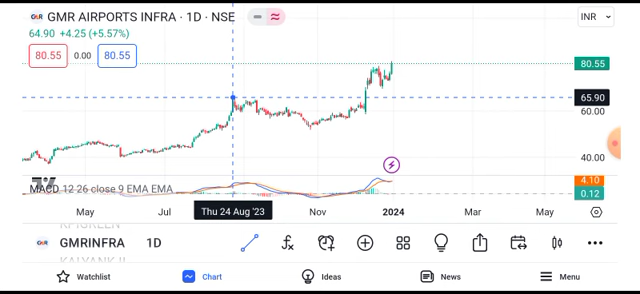 GMR GMR AIRPORTS INFRA · 1D · NSE
INR
64.90 +4.25 (+5.57%)
80.55 0.00 80.55
80.55
65.90
60.00
40.00
MACD 12 26 close 9 EMA EMA
4.10
0.12
May Jul Thu 24 Aug '23 Nov 2024 Mar May
GMR GMRINFRA 1D
Watchlist Chart Ideas News Menu